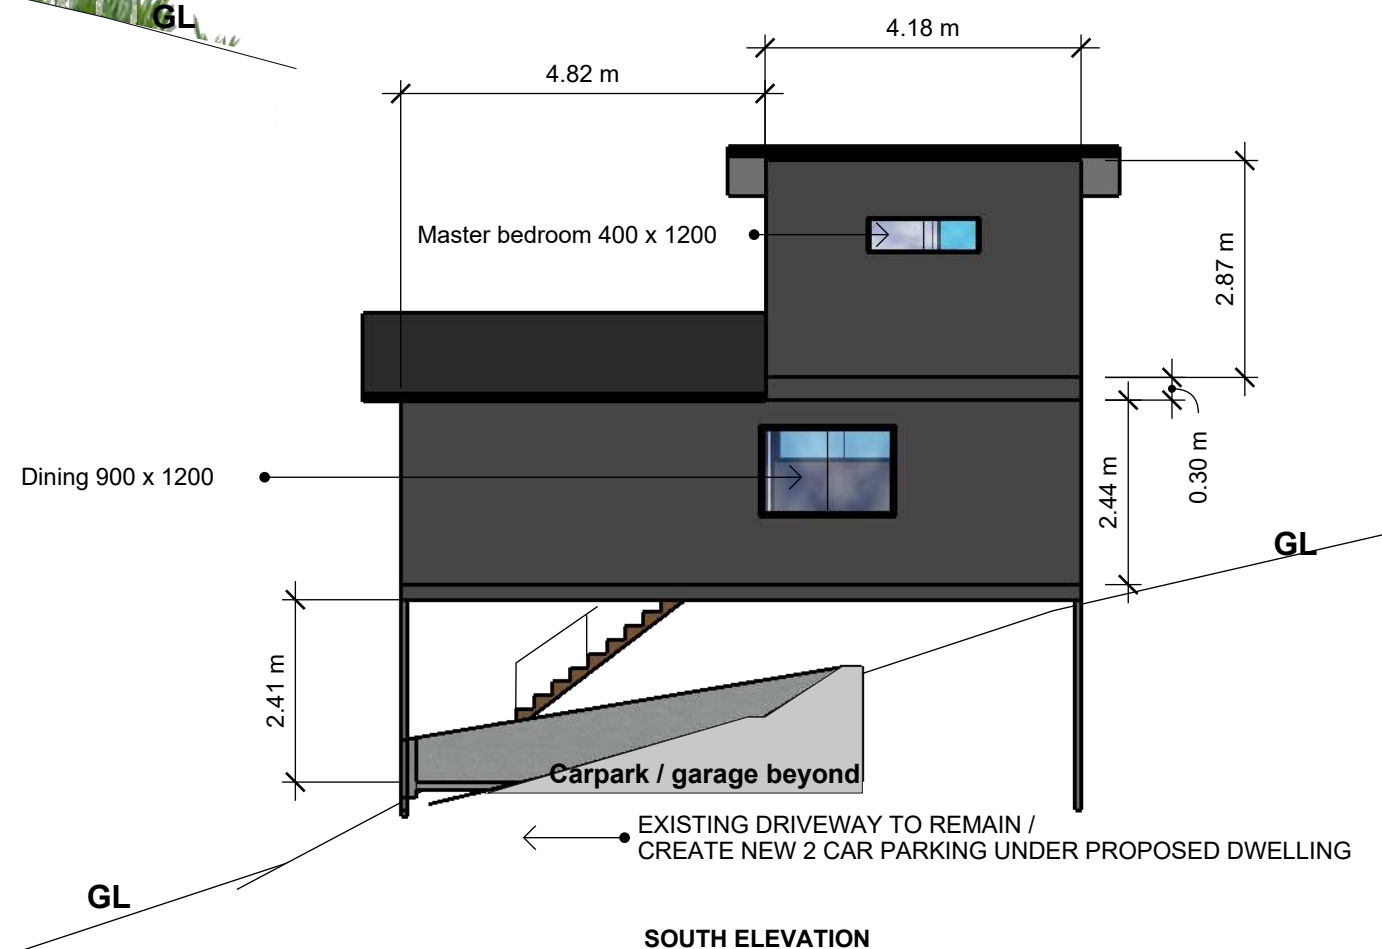 GL
4.18 m
4.82 m
Master bedroom 400 x 1200
2.87 m
Dining 900 x 1200
0.30 m
2.44 m
GL
2.41 m
Carpark / garage beyond
EXISTING DRIVEWAY TO REMAIN /
CREATE NEW 2 CAR PARKING UNDER PROPOSED DWELLING
GL
SOUTH ELEVATION